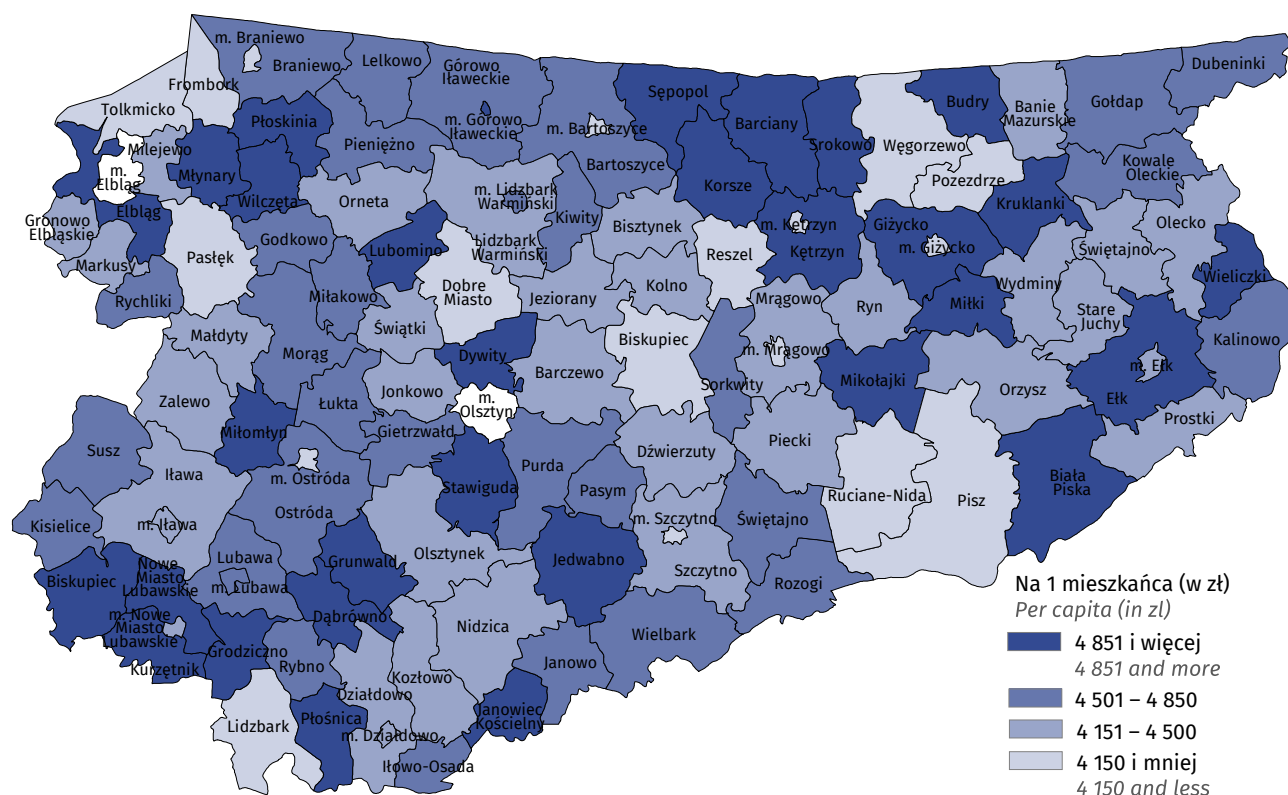 m. Braniewo
Braniewo
Lelkowo
Górowo
Iławeckie
Dubeninki
Frombork
Tolkmicko
Sępopol
Budry
Banie
Mazurskie
Gołdap
Płoskinia
m. Górowo
Iławeckie
m. Bartoszyce
Barciany
Srokowo
Węgorzewo
Milejewo
Pieniężno
Bartoszyce
Kowale
Oleckie
m.
Elbląg
Młynary
Korsze
Pozezdrze
Wilczęta
Orneta
m. Lidzbark
Warmiński
Kruklanki
Elbląg
Kiwity
Bisztynek
m. Kętrzyn
Giżycko
Olecko
Gronowo
Elbląskie
Godkowo
Lubomino
Lidzbark
Warmiński
Kętrzyn
m. Giżycko
Świętajno
Markusy
Pasłęk
Reszel
Wieliczki
Rychliki
Miłakowo
Dobre
Miasto
Jeziorany
Kolno
Mrągowo
Ryn
Miłki
Wydminy
Stare
Juchy
Małdyty
Świątki
Kalinowo
Morąg
Dywity
Biskupiec
m. Mrągowo
m. Ełk
Barczewo
Sorkwity
Mikołajki
Orzysz
Zalewo
Łukta
Jonkowo
m.
Olsztyn
Ełk
Prostki
Miłomłyn
Gietrzwałd
Piecki
Susz
Iława
Dźwierzuty
m. Ostróda
Purda
Stawiguda
Pasym
Ruciane-Nida
Pisz
Biała
Piska
Kisielice
m. Iława
Ostróda
m. Szczytno
Świętajno
Olsztynek
Lubawa
Grunwald
Jedwabno
Szczytno
Rozogi
Biskupiec
Nowe
Miasto
Lubawskie
m. Lubawa
m. Nowe
Miasto
Lubawskie
Dąbrówno
Nidzica
Wielbark
Kurzętnik
Grodziczno
Rybno
Janowo
Kozłowo
Działdowo
Lidzbark
Płośnica
Janowiec
Kościelny
m. Działdowo
Iłowo-Osada
Na 1 mieszkańca (w zł)
Per capita (in zl)
4 851 i więcej
4 851 and more
4 501 – 4 850
4 151 – 4 500
4 150 i mniej
4 150 and less